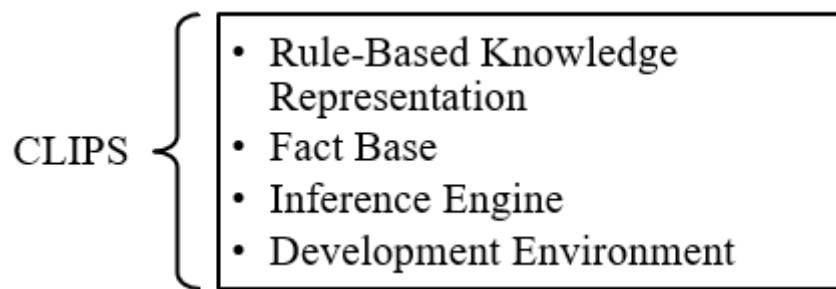 CLIPS
• Rule-Based Knowledge
Representation
• Fact Base
• Inference Engine
• Development Environment